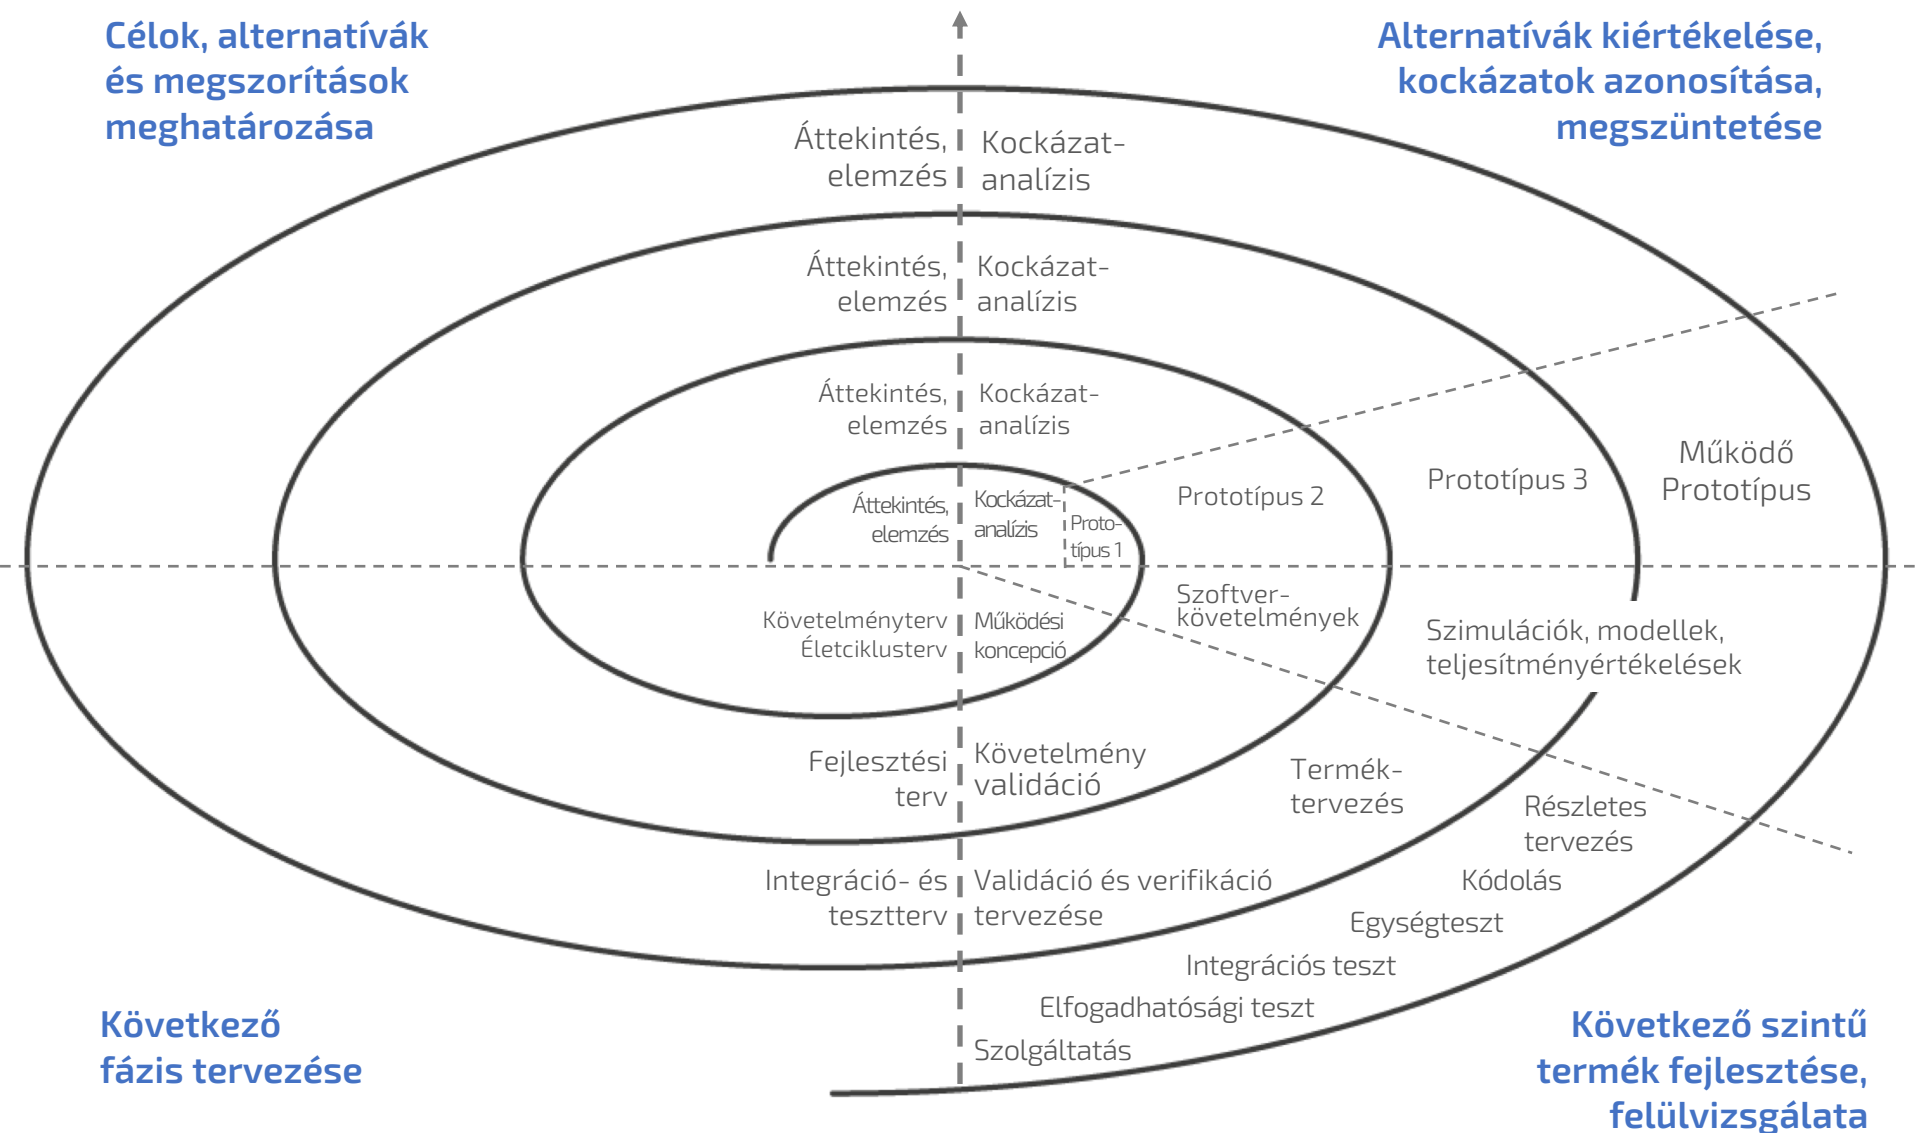 Célok, alternatívák
és megszorítások
meghatározása
Alternatívák kiértékelése,
kockázatok azonosítása,
megszüntetése
Áttekintés,
elemzés
Kockázat-
analízis
Áttekintés,
elemzés
Kockázat-
analízis
Áttekintés,
elemzés
Kockázat-
analízis
Áttekintés,
elemzés
Kockázat-
analízis
Proto-
típus 1
Prototípus 2
Prototípus 3
Működő
Prototípus
Követelményterv
Életciklusterv
Működési
koncepció
Szoftver-
követelmények
Szimulációk, modellek,
teljesítményértékelések
Fejlesztési
terv
Követelmény
validáció
Termék-
tervezés
Részletes
tervezés
Integráció- és
tesztterv
Validáció és verifikáció
tervezése
Kódolás
Egységteszt
Integrációs teszt
Elfogadhatósági teszt
Szolgáltatás
Következő
fázis tervezése
Következő szintű
termék fejlesztése,
felülvizsgálata